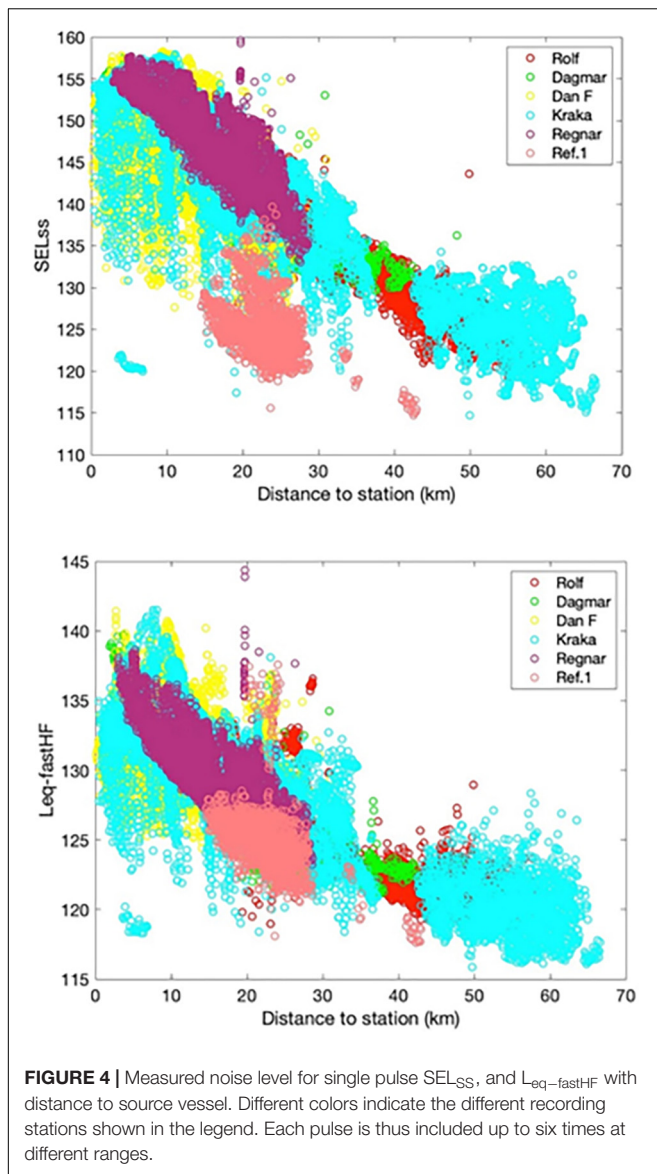 160
155
150
145
140
135
130
125
120
115
110
SELss
0 10 20 30 40 50 60 70
Distance to station (km)
Rolf
Dagmar
Dan F
Kraka
Regnar
Ref.1
145
140
135
130
125
120
115
Leq-fastHF
0 10 20 30 40 50 60 70
Distance to station (km)
Rolf
Dagmar
Dan F
Kraka
Regnar
Ref.1
FIGURE 4 | Measured noise level for single pulse SELSS, and Leq−fastHF with
distance to source vessel. Different colors indicate the different recording
stations shown in the legend. Each pulse is thus included up to six times at
different ranges.